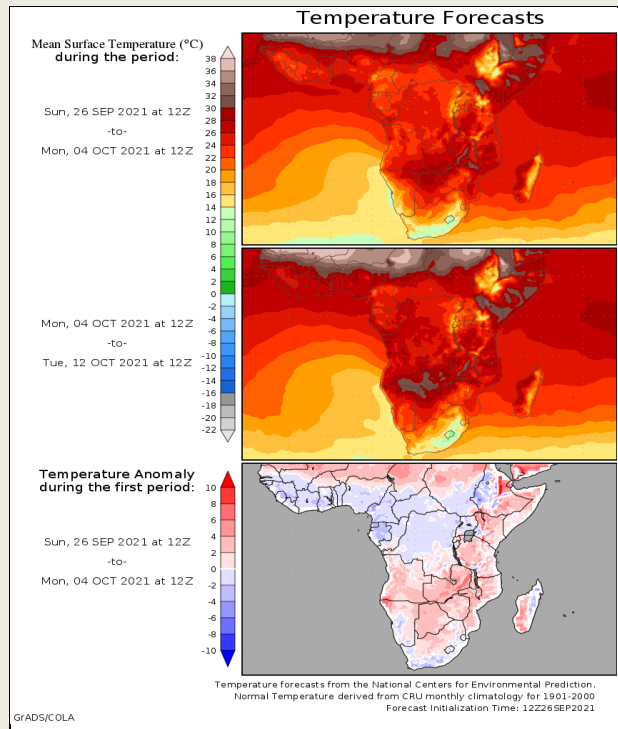 Temperature Forecasts
Mean Surface Temperature (°C)
during the period:
Sun, 26 SEP 2021 at 12Z
-to-
Mon, 04 OCT 2021 at 12Z
38
36
34
32
30
28
26
24
22
20
18
16
14
12
10
8
6
4
2
0
-2
-4
-6
-8
-10
-12
-14
-16
-18
-20
-22
Mon, 04 OCT 2021 at 12Z
-to-
Tue, 12 OCT 2021 at 12Z
Temperature Anomaly
during the first period:
Sun, 26 SEP 2021 at 12Z
-to-
Mon, 04 OCT 2021 at 12Z
10
8
6
4
2
0
-2
-4
-6
-8
-10
Temperature forecasts from the National Centers for Environmental Prediction.
Normal Temperature derived from CRU monthly climatology for 1901-2000
Forecast Initialization Time: 12Z26SEP2021
GrADS/COLA